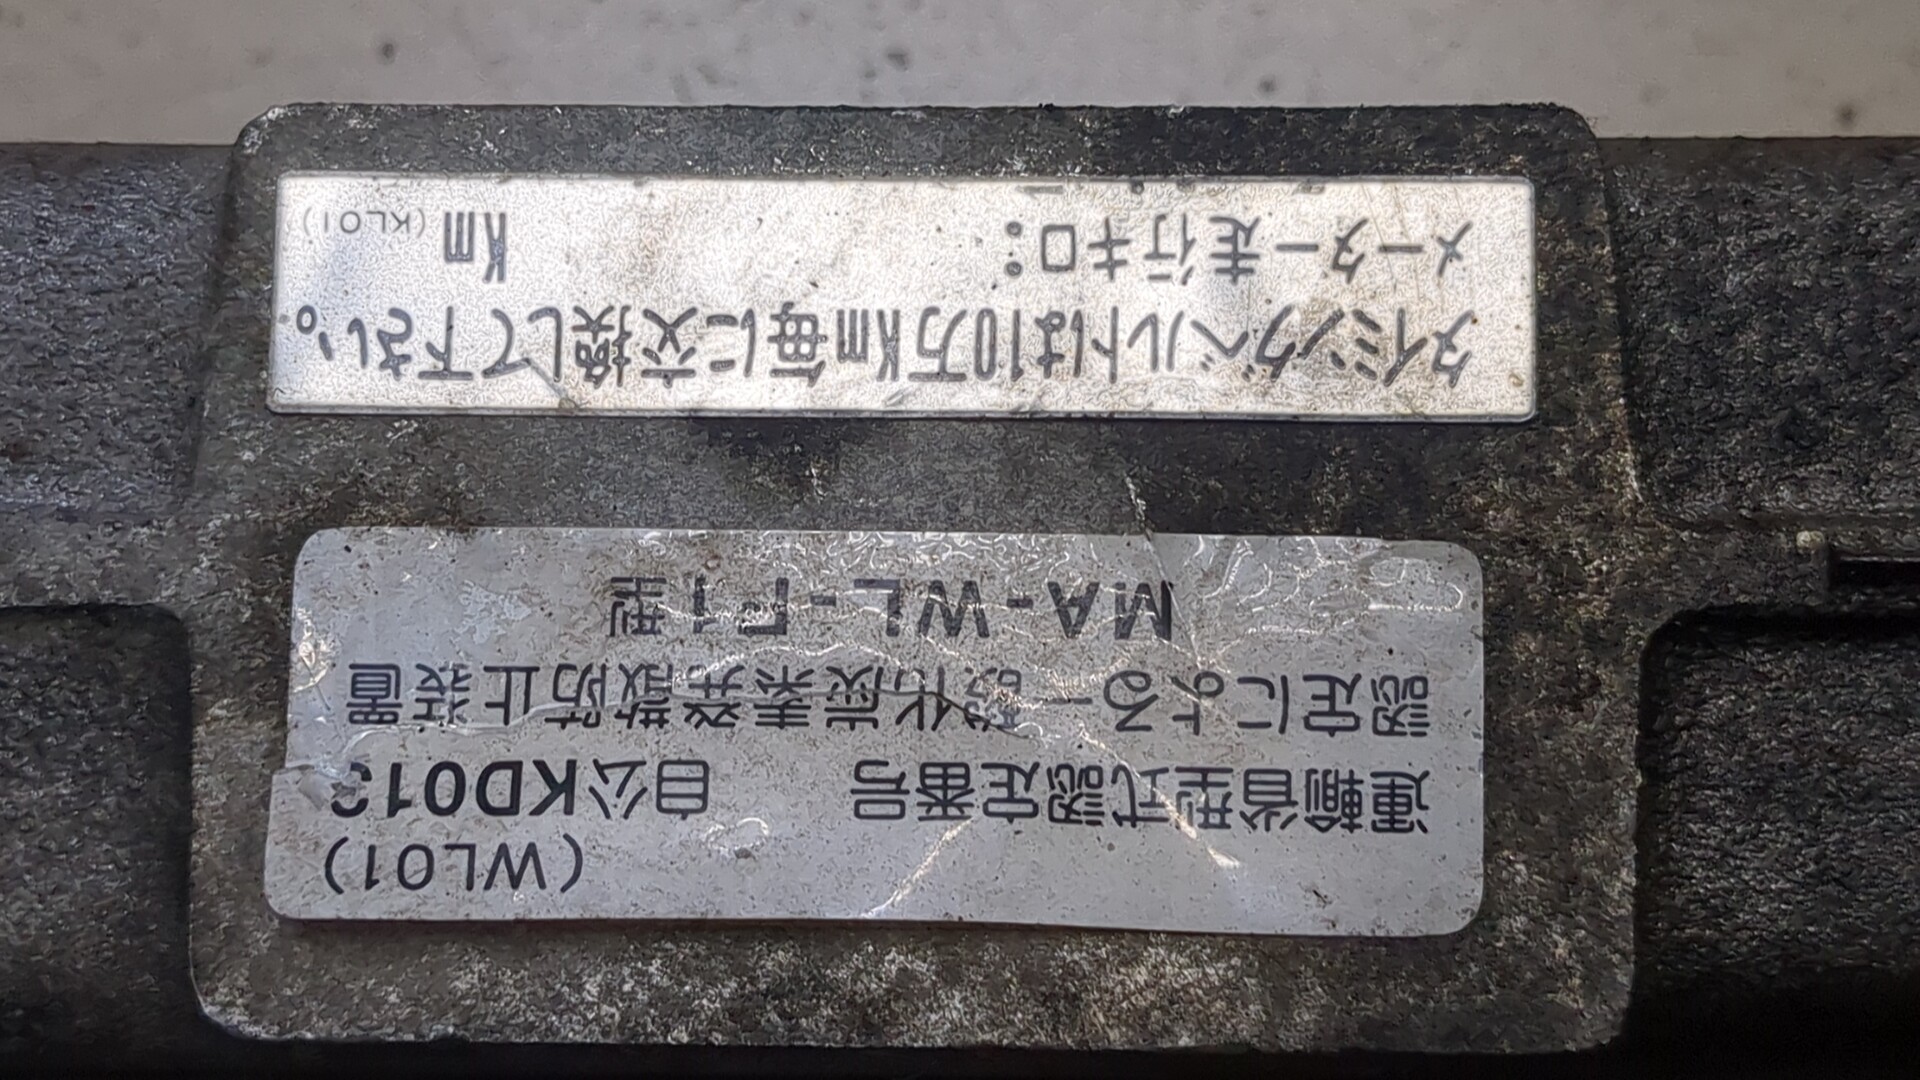 (WL01)
運輸省型式認定番号 自公KD013
認定による一酸化炭素発散防止装置
MA-WL-F1型
タイミングベルトは10万Km毎に交換して下さい。
メーター走行キロ: Km (KL01)